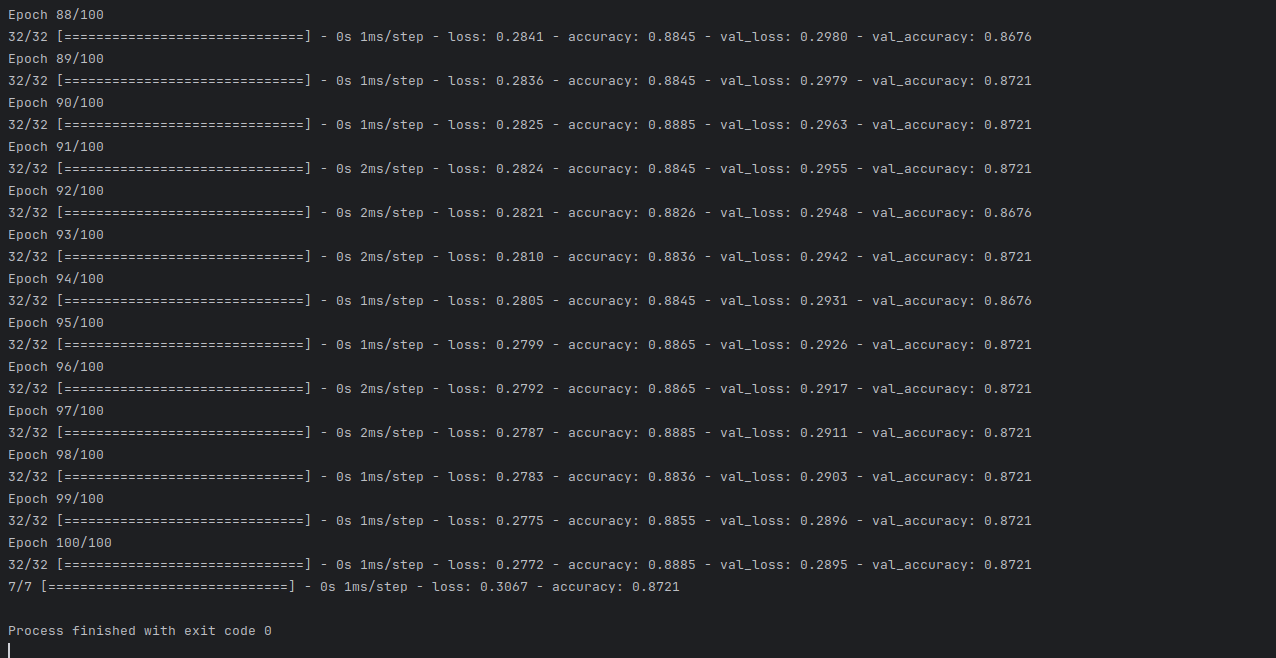 Epoch 88/100
32/32 [==============================] - 0s 1ms/step - loss: 0.2841 - accuracy: 0.8845 - val_loss: 0.2980 - val_accuracy: 0.8676
Epoch 89/100
32/32 [==============================] - 0s 1ms/step - loss: 0.2836 - accuracy: 0.8845 - val_loss: 0.2979 - val_accuracy: 0.8721
Epoch 90/100
32/32 [==============================] - 0s 1ms/step - loss: 0.2825 - accuracy: 0.8885 - val_loss: 0.2963 - val_accuracy: 0.8721
Epoch 91/100
32/32 [==============================] - 0s 2ms/step - loss: 0.2824 - accuracy: 0.8845 - val_loss: 0.2955 - val_accuracy: 0.8721
Epoch 92/100
32/32 [==============================] - 0s 2ms/step - loss: 0.2821 - accuracy: 0.8826 - val_loss: 0.2948 - val_accuracy: 0.8676
Epoch 93/100
32/32 [==============================] - 0s 2ms/step - loss: 0.2810 - accuracy: 0.8836 - val_loss: 0.2942 - val_accuracy: 0.8721
Epoch 94/100
32/32 [==============================] - 0s 1ms/step - loss: 0.2805 - accuracy: 0.8845 - val_loss: 0.2931 - val_accuracy: 0.8676
Epoch 95/100
32/32 [==============================] - 0s 1ms/step - loss: 0.2799 - accuracy: 0.8865 - val_loss: 0.2926 - val_accuracy: 0.8721
Epoch 96/100
32/32 [==============================] - 0s 2ms/step - loss: 0.2792 - accuracy: 0.8865 - val_loss: 0.2917 - val_accuracy: 0.8721
Epoch 97/100
32/32 [==============================] - 0s 2ms/step - loss: 0.2787 - accuracy: 0.8885 - val_loss: 0.2911 - val_accuracy: 0.8721
Epoch 98/100
32/32 [==============================] - 0s 1ms/step - loss: 0.2783 - accuracy: 0.8836 - val_loss: 0.2903 - val_accuracy: 0.8721
Epoch 99/100
32/32 [==============================] - 0s 1ms/step - loss: 0.2775 - accuracy: 0.8855 - val_loss: 0.2896 - val_accuracy: 0.8721
Epoch 100/100
32/32 [==============================] - 0s 1ms/step - loss: 0.2772 - accuracy: 0.8885 - val_loss: 0.2895 - val_accuracy: 0.8721
7/7 [==============================] - 0s 1ms/step - loss: 0.3067 - accuracy: 0.8721
Process finished with exit code 0